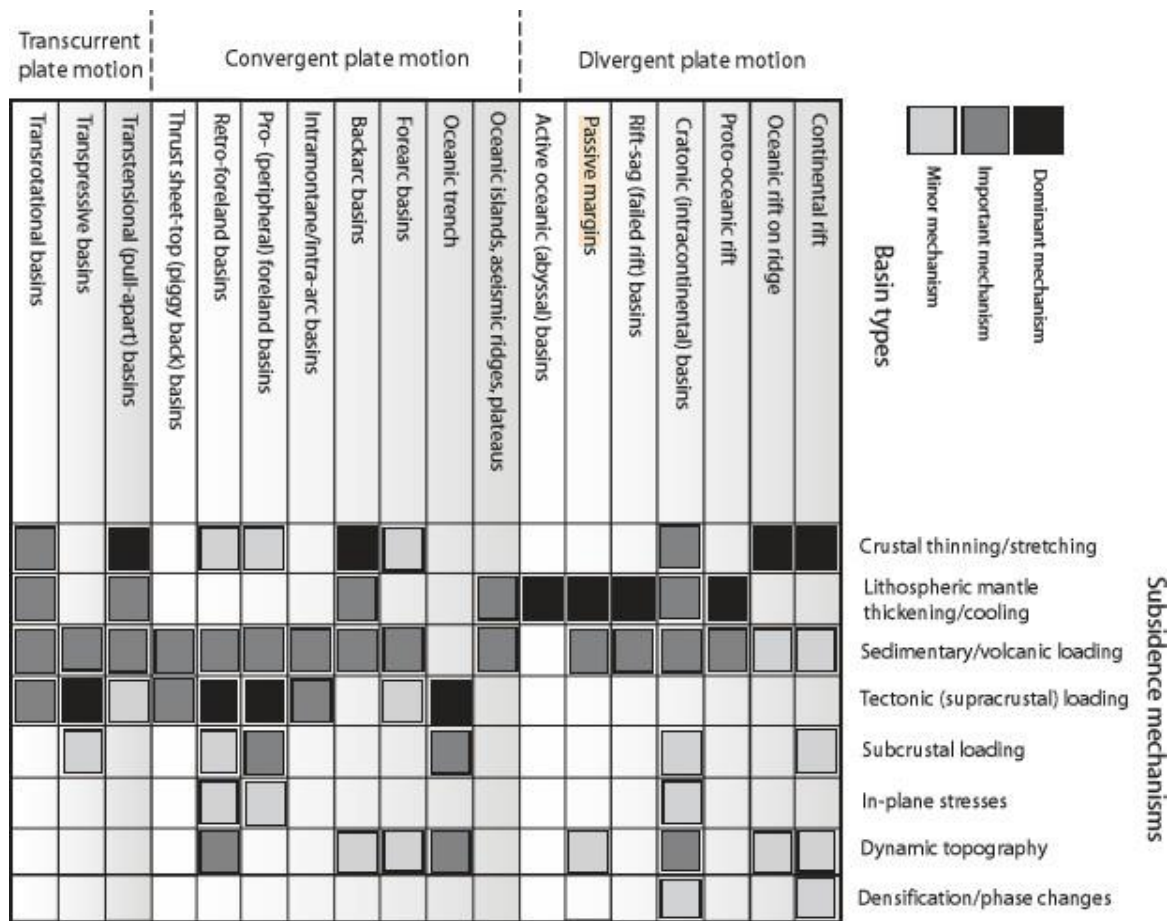 Transcurrent
plate motion
Convergent plate motion
Divergent plate motion
Transrotational basins
Transpressive basins
Transtensional (pull-apart) basins
Thrust sheet-top (piggy back) basins
Retro-foreland basins
Pro- (peripheral) foreland basins
Intramontane/intra-arc basins
Backarc basins
Forearc basins
Oceanic trench
Oceanic islands, aseismic ridges, plateaus
Active oceanic (abyssal) basins
Passive margins
Rift-sag (failed rift) basins
Cratonic (intracontinental) basins
Proto-oceanic rift
Oceanic rift on ridge
Continental rift
Basin types
Minor mechanism
Important mechanism
Dominant mechanism
Crustal thinning/stretching
Lithospheric mantle
thickening/cooling
Sedimentary/volcanic loading
Tectonic (supracrustal) loading
Subcrustal loading
In-plane stresses
Dynamic topography
Densification/phase changes
Subsidence mechanisms